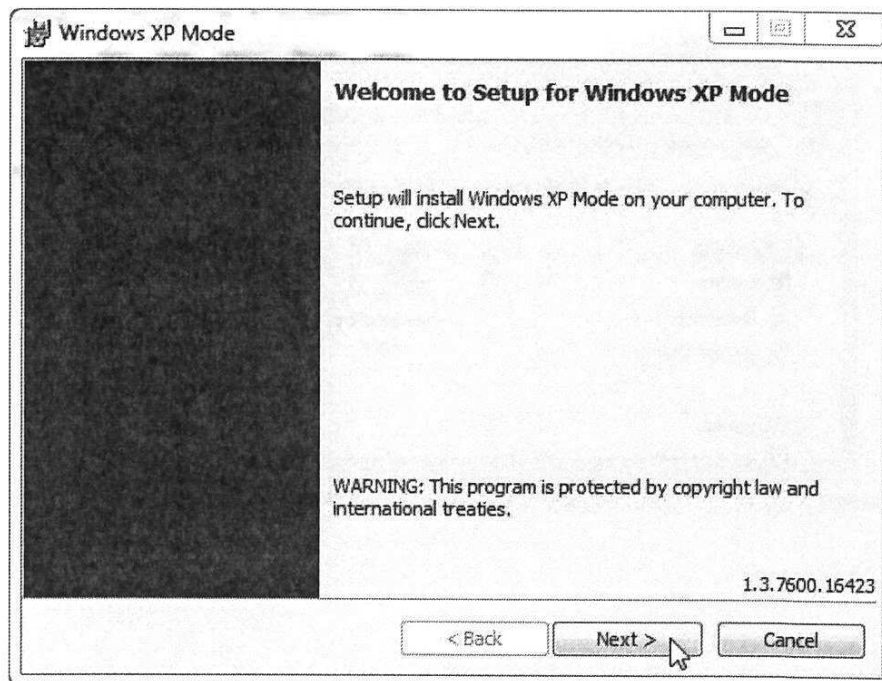 Windows XP Mode
Welcome to Setup for Windows XP Mode
Setup will install Windows XP Mode on your computer. To
continue, click Next.
WARNING: This program is protected by copyright law and
international treaties.
1.3.7600.16423
< Back
Next >
Cancel